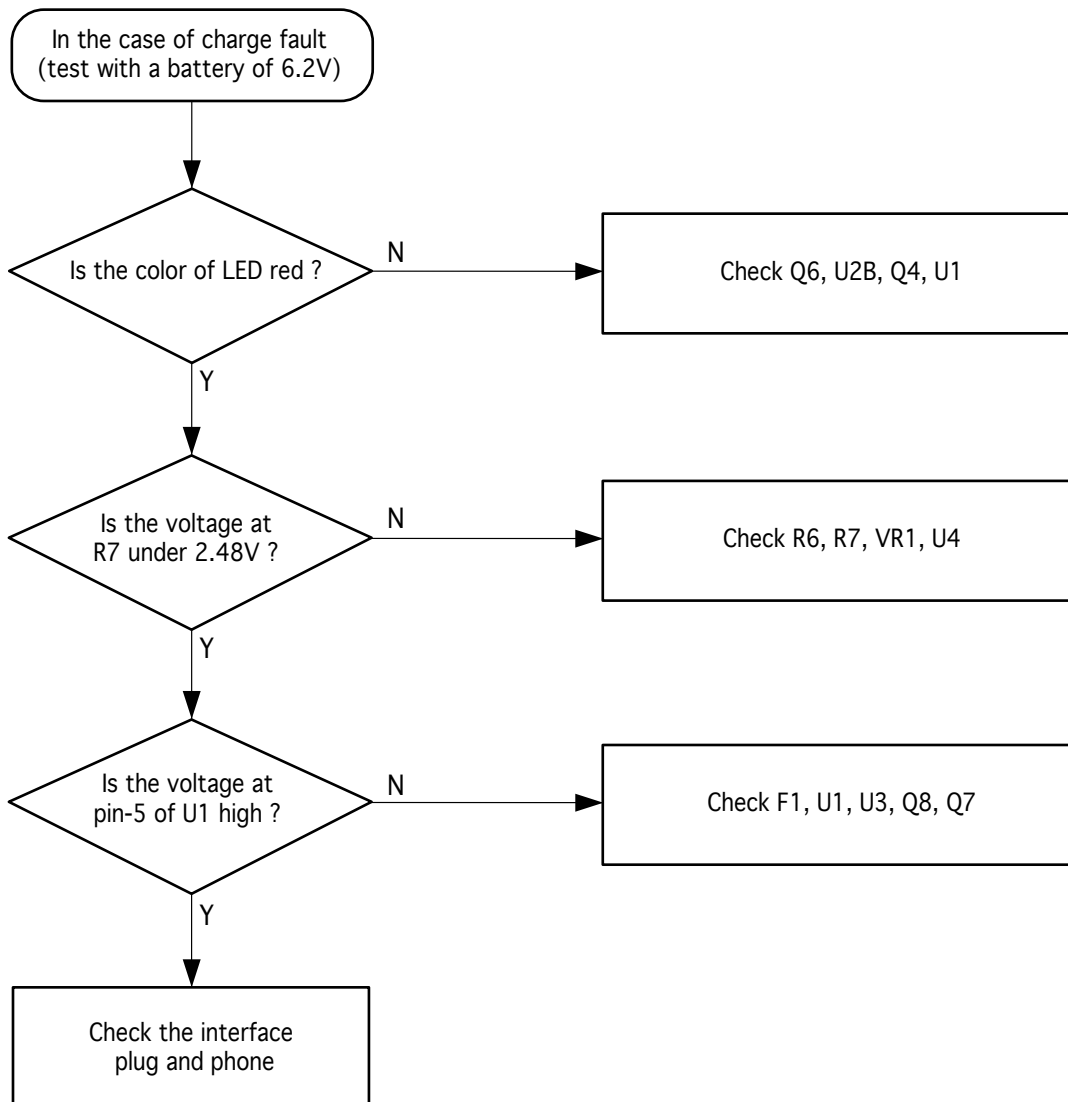 In the case of charge fault
(test with a battery of 6.2V)
Is the color of LED red ?
N
Check Q6, U2B, Q4, U1
Y
Is the voltage at
R7 under 2.48V ?
N
Check R6, R7, VR1, U4
Y
Is the voltage at
pin-5 of U1 high ?
N
Check F1, U1, U3, Q8, Q7
Y
Check the interface
plug and phone